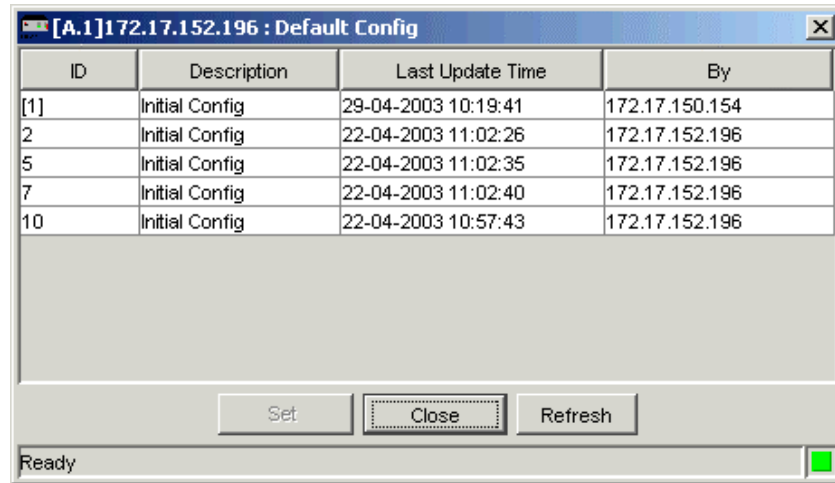 [A.1]172.17.152.196 : Default Config
ID Description Last Update Time By
[1] Initial Config 29-04-2003 10:19:41 172.17.150.154
2 Initial Config 22-04-2003 11:02:26 172.17.152.196
5 Initial Config 22-04-2003 11:02:35 172.17.152.196
7 Initial Config 22-04-2003 11:02:40 172.17.152.196
10 Initial Config 22-04-2003 10:57:43 172.17.152.196
Set Close Refresh
Ready